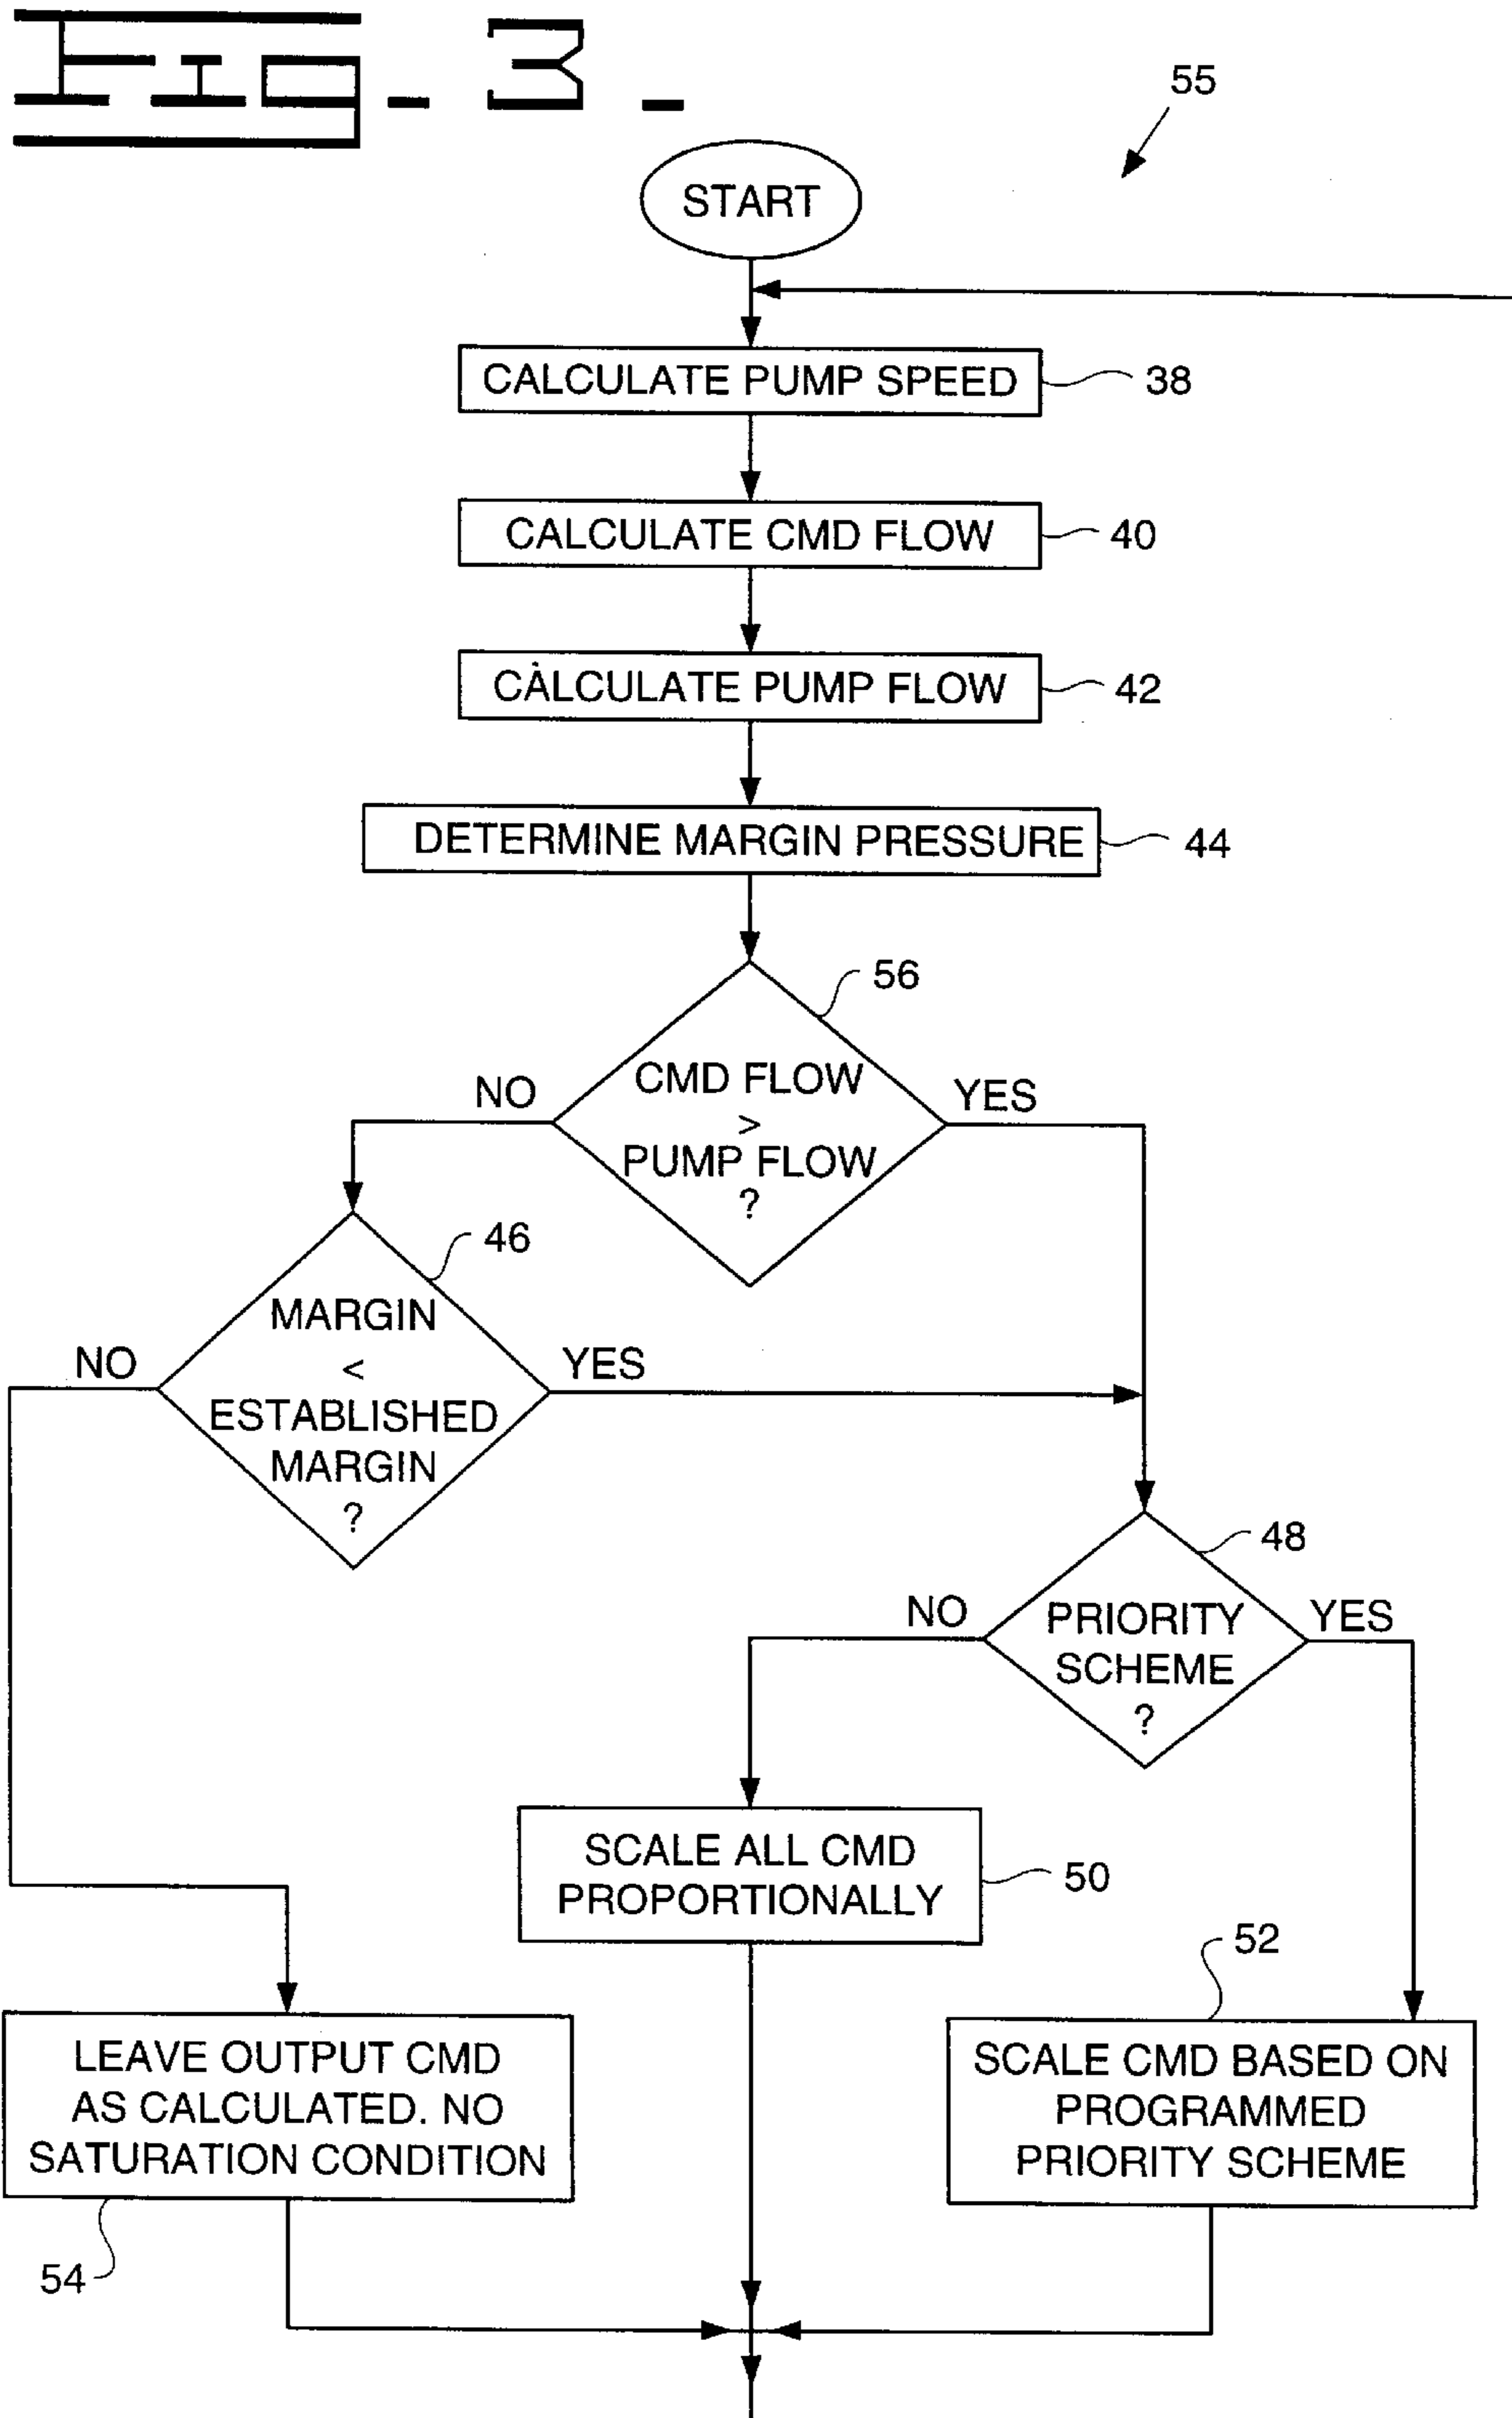 Fig. 3.
55
START
CALCULATE PUMP SPEED
38
CALCULATE CMD FLOW
40
CALCULATE PUMP FLOW
42
DETERMINE MARGIN PRESSURE
44
56
CMD FLOW
>
PUMP FLOW
?
NO
YES
46
MARGIN
<
ESTABLISHED
MARGIN
?
NO
YES
48
PRIORITY
SCHEME
?
NO
YES
SCALE ALL CMD
PROPORTIONALLY
50
52
LEAVE OUTPUT CMD
AS CALCULATED. NO
SATURATION CONDITION
54
SCALE CMD BASED ON
PROGRAMMED
PRIORITY SCHEME